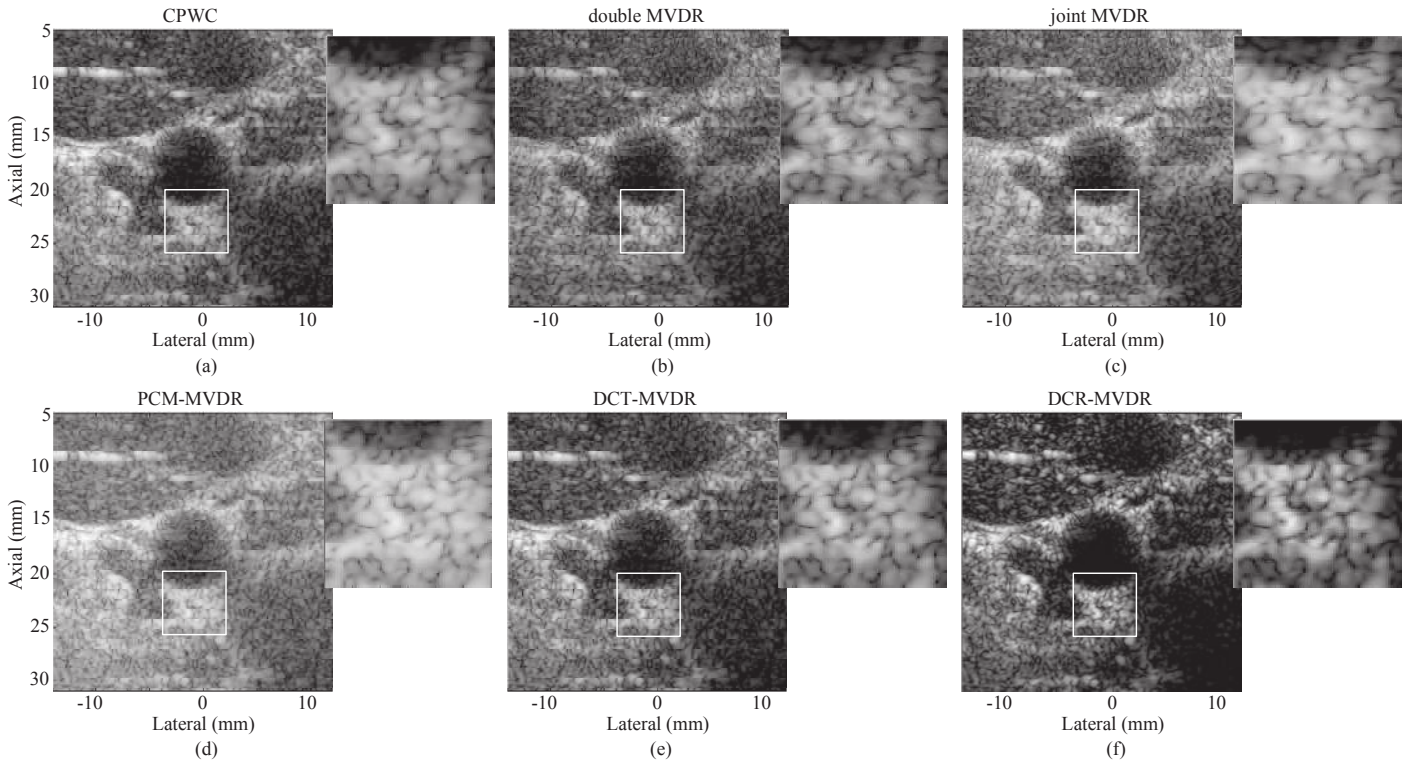 CPWC
double MVDR
joint MVDR
5
10
15
20
25
30
Axial (mm)
-10 0 10
-10 0 10
-10 0 10
Lateral (mm)
Lateral (mm)
Lateral (mm)
(a)
(b)
(c)
PCM-MVDR
DCT-MVDR
DCR-MVDR
5
10
15
20
25
30
Axial (mm)
-10 0 10
-10 0 10
-10 0 10
Lateral (mm)
Lateral (mm)
Lateral (mm)
(d)
(e)
(f)